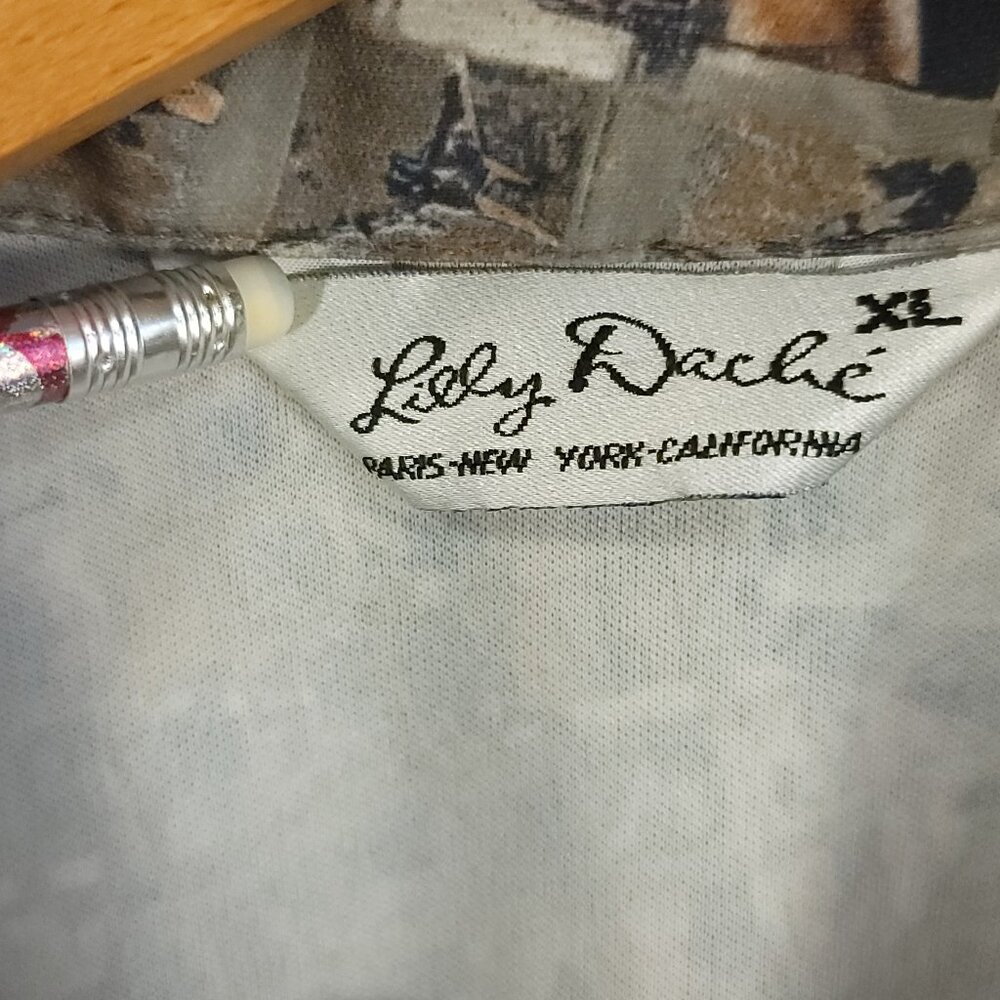 XL
Lilly Daché
PARIS-NEW YORK-CALIFORNIA